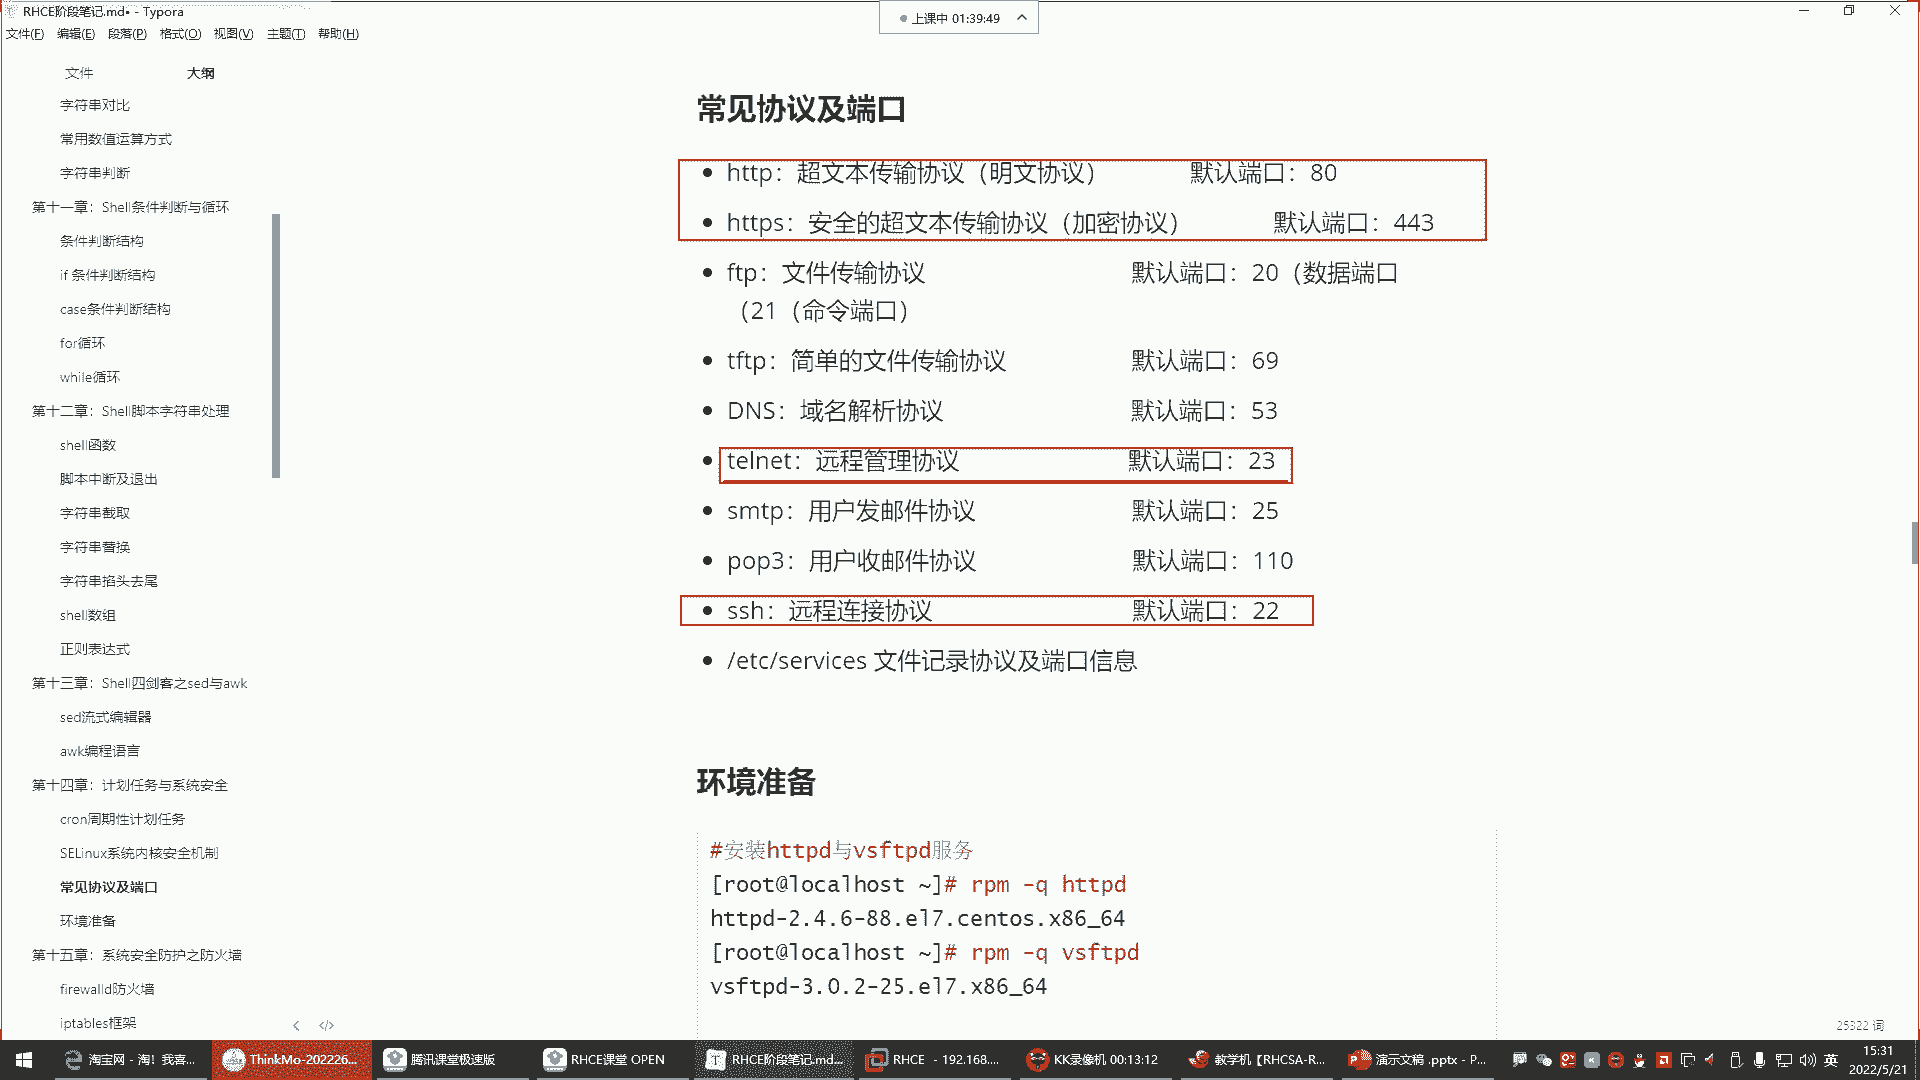 RHCE阶段笔记.md• - Typora
上课中 01:39:49
文件(F) 编辑(E) 段落(P) 格式(O) 视图(V) 主题(T) 帮助(H)
文件 大纲
字符串对比
常用数值运算方式
字符串判断
第十一章：Shell条件判断与循环
条件判断结构
if 条件判断结构
case条件判断结构
for循环
while循环
第十二章：Shell脚本字符串处理
shell函数
脚本中断及退出
字符串截取
字符串替换
字符串掐头去尾
shell数组
正则表达式
第十三章：Shell四剑客之sed与awk
sed流式编辑器
awk编程语言
第十四章：计划任务与系统安全
cron周期性计划任务
SELinux系统内核安全机制
常见协议及端口
环境准备
第十五章：系统安全防护之防火墙
firewalld防火墙
iptables框架
常见协议及端口
http：超文本传输协议（明文协议） 默认端口：80
https：安全的超文本传输协议（加密协议） 默认端口：443
ftp：文件传输协议 默认端口：20（数据端口
（21（命令端口）
tftp：简单的文件传输协议 默认端口：69
DNS：域名解析协议 默认端口：53
telnet：远程管理协议 默认端口：23
smtp：用户发邮件协议 默认端口：25
pop3：用户收邮件协议 默认端口：110
ssh：远程连接协议 默认端口：22
/etc/services 文件记录协议及端口信息
环境准备
#安装httpd与vsftpd服务
[root@localhost ~]# rpm -q httpd
httpd-2.4.6-88.el7.centos.x86_64
[root@localhost ~]# rpm -q vsftpd
vsftpd-3.0.2-25.el7.x86_64
25322 词
淘宝网 - 淘！我喜... ThinkMo-202226... 腾讯课堂极速版 RHCE课堂 OPEN RHCE阶段笔记.md... RHCE - 192.168.... KK录像机 00:13:12 教学机【RHCSA-R... 演示文稿 .pptx - P... 英
15:31
2022/5/21